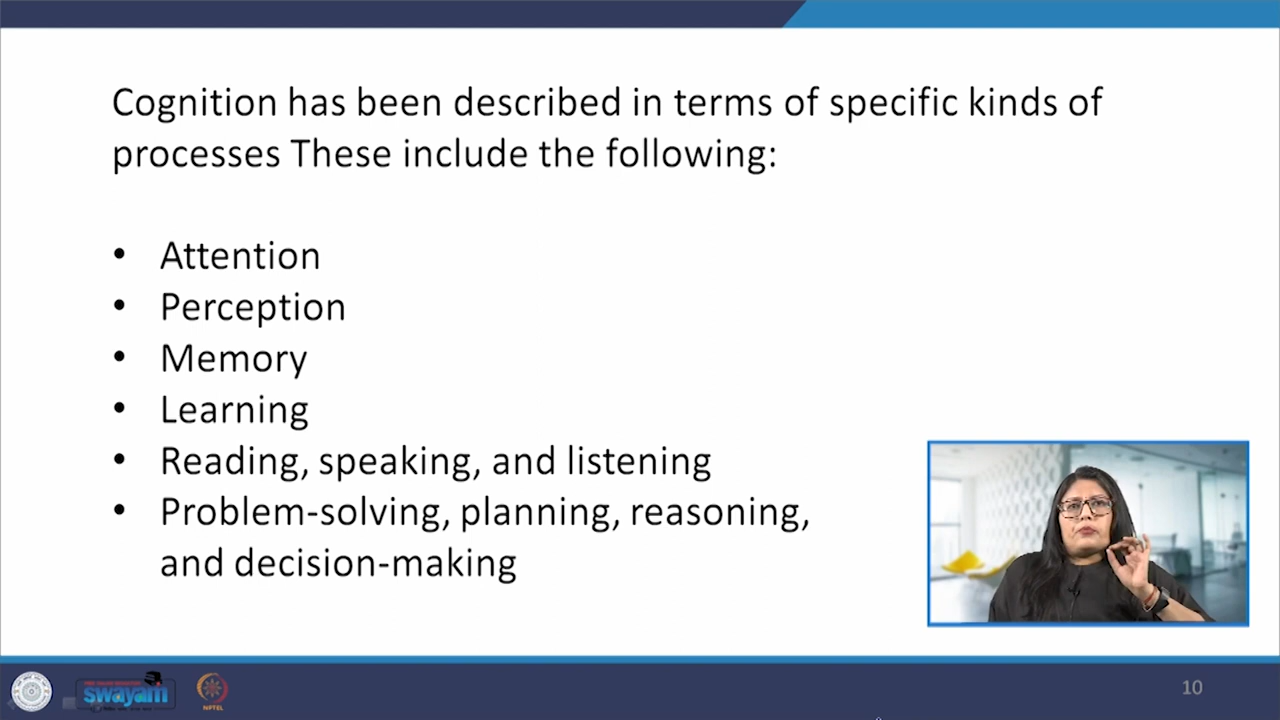 Cognition has been described in terms of specific kinds of
processes These include the following:
• Attention
• Perception
• Memory
• Learning
• Reading, speaking, and listening
• Problem-solving, planning, reasoning,
and decision-making
swayam
NPTEL
10